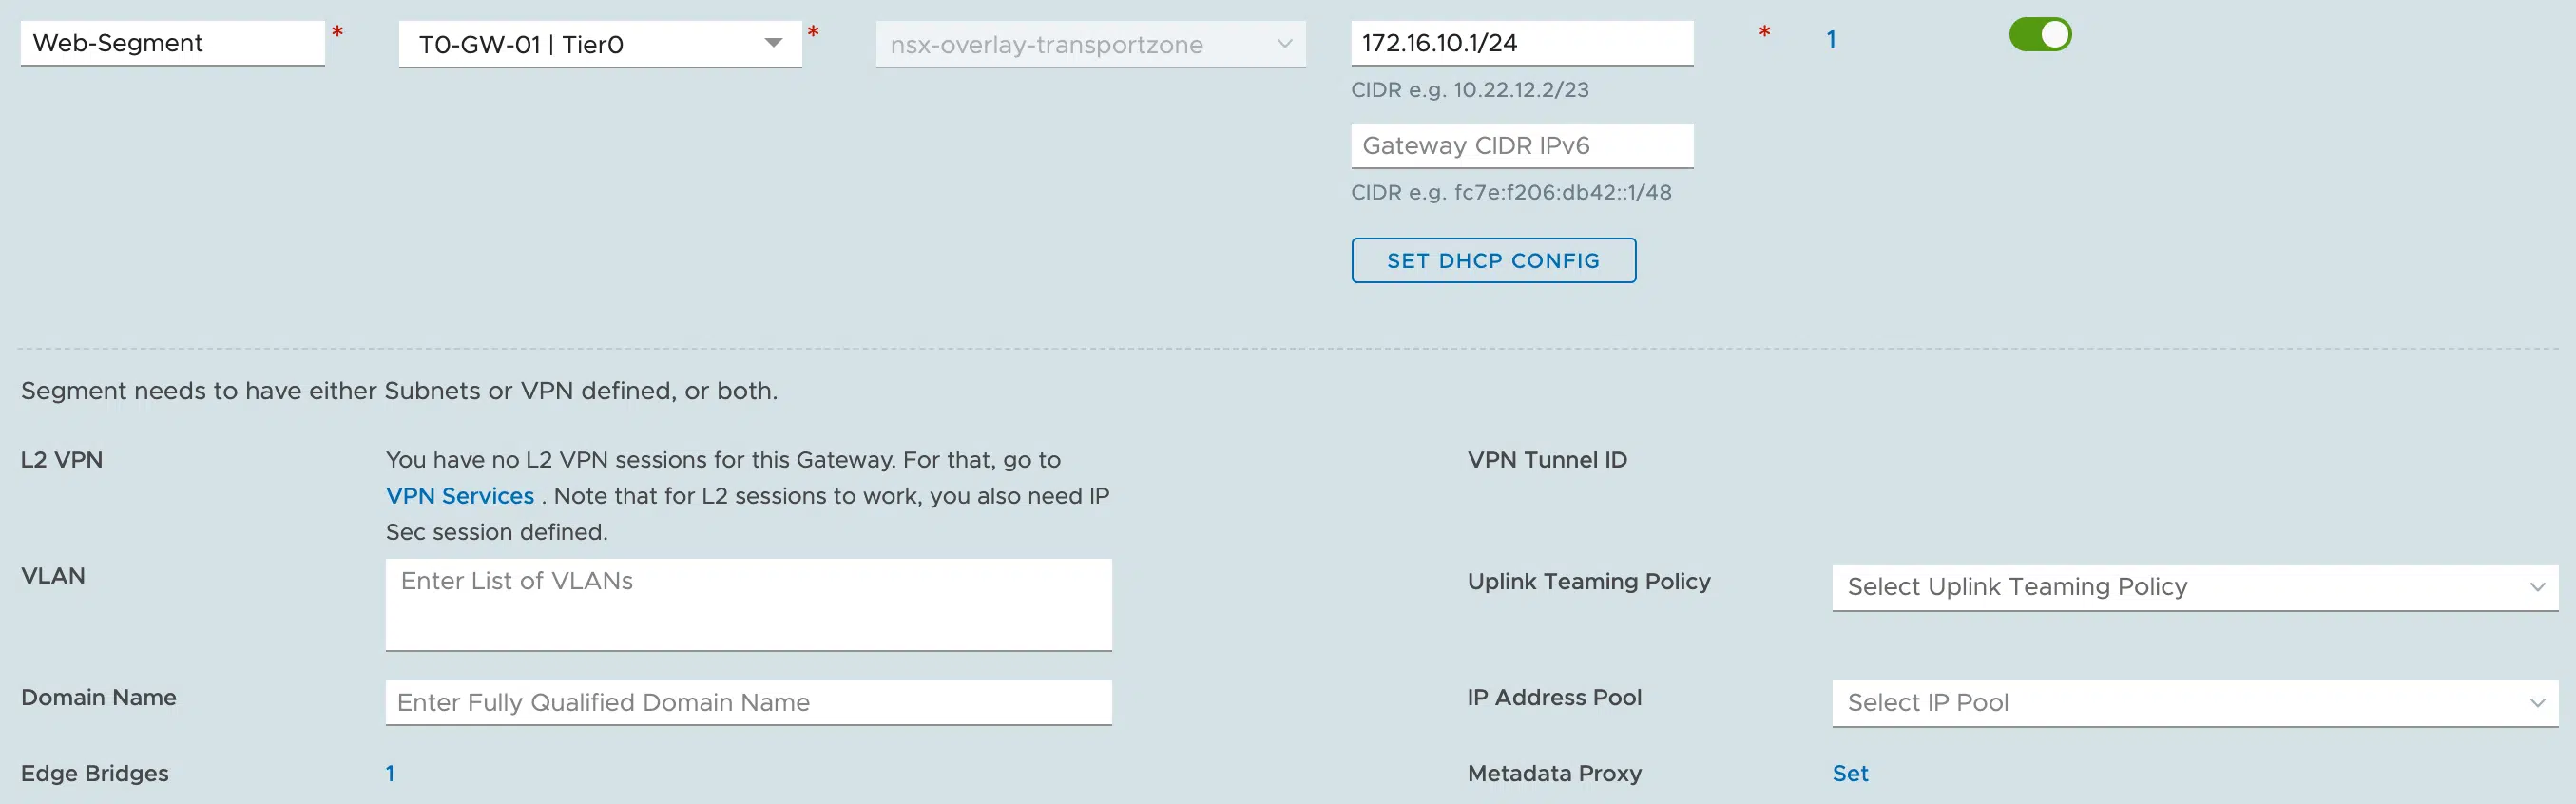 Web-Segment * T0-GW-01 | Tier0 * nsx-overlay-transportzone 172.16.10.1/24 * 1
CIDR e.g. 10.22.12.2/23
Gateway CIDR IPv6
CIDR e.g. fc7e:f206:db42::1/48
SET DHCP CONFIG
Segment needs to have either Subnets or VPN defined, or both.
L2 VPN
You have no L2 VPN sessions for this Gateway. For that, go to
VPN Services . Note that for L2 sessions to work, you also need IP
Sec session defined.
VPN Tunnel ID
VLAN
Enter List of VLANs
Uplink Teaming Policy
Select Uplink Teaming Policy
Domain Name
Enter Fully Qualified Domain Name
IP Address Pool
Select IP Pool
Edge Bridges
1
Metadata Proxy
Set